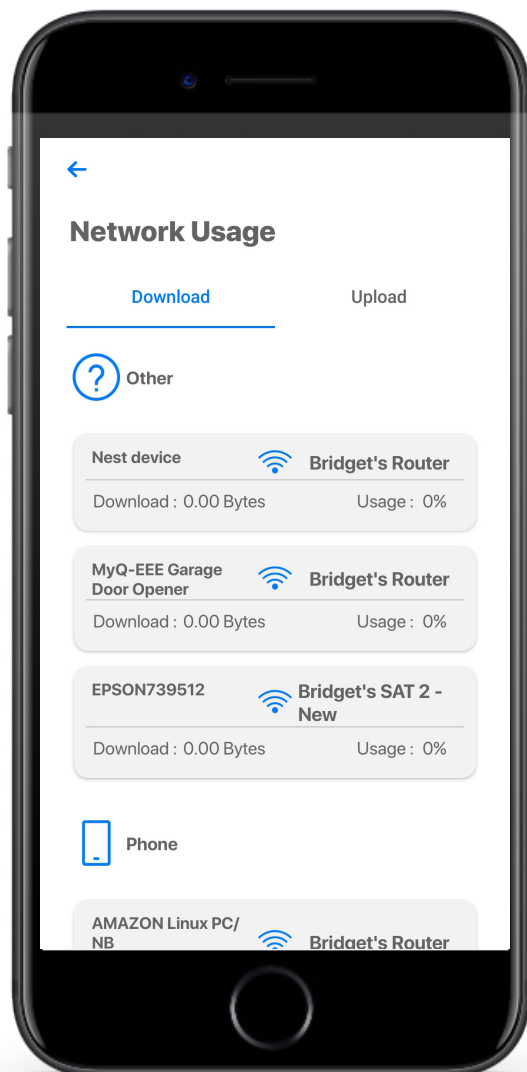 Network Usage
Download Upload
?
Other
Nest device Bridget's Router
Download : 0.00 Bytes Usage : 0%
MyQ-EEE Garage
Door Opener
Bridget's Router
Download : 0.00 Bytes Usage : 0%
EPSON739512
Bridget's SAT 2 -
New
Download : 0.00 Bytes Usage : 0%
Phone
AMAZON Linux PC/
NB
Bridget's Router